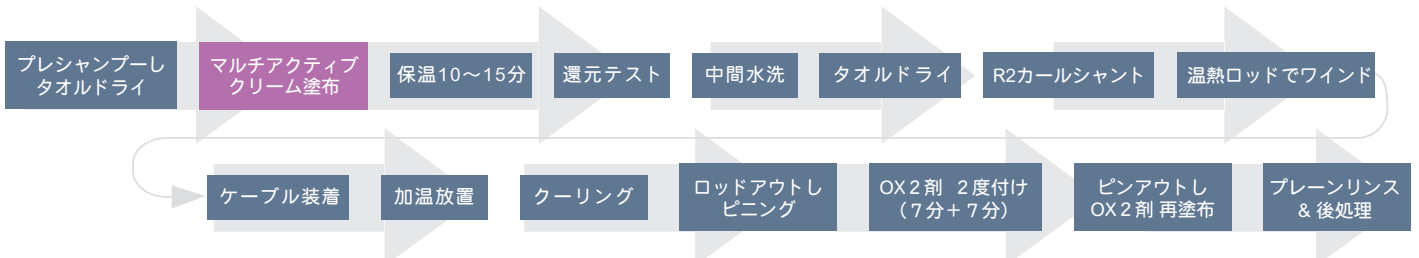 プレシャンプーし
タオルドライ
マルチアクティブ
クリーム塗布
保温10〜15分
還元テスト
中間水洗
タオルドライ
R2カールシャント
温熱ロッドでワインド
ケーブル装着
加温放置
クーリング
ロッドアウトし
ピニング
OX２剤 ２度付け
（７分＋７分）
ピンアウトし
OX２剤 再塗布
プレーンリンス
& 後処理